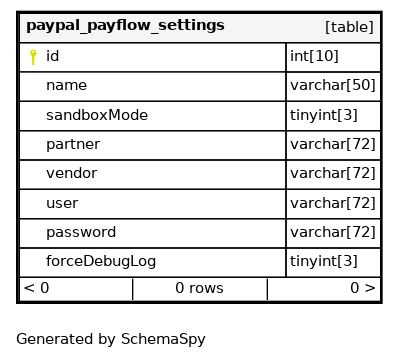 paypal_payflow_settings [table]
id int[10]
name varchar[50]
sandboxMode tinyint[3]
partner varchar[72]
vendor varchar[72]
user varchar[72]
password varchar[72]
forceDebugLog tinyint[3]
< 0 0 rows 0 >
Generated by SchemaSpy